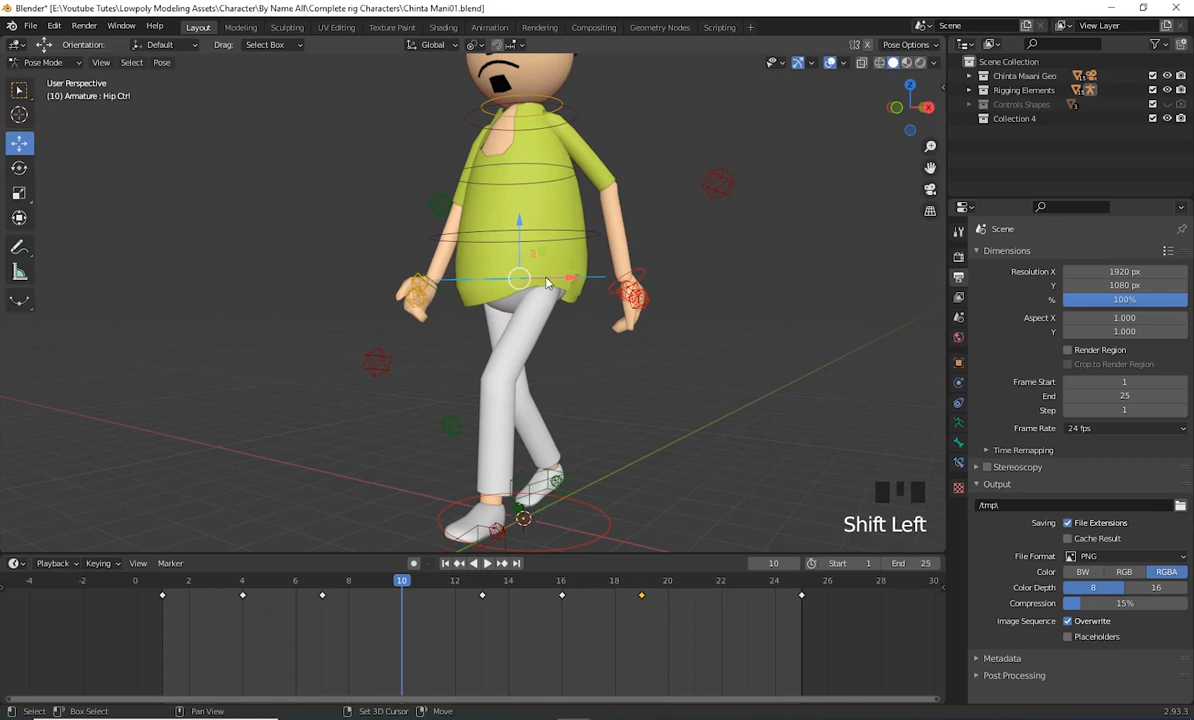 Blender* [E:\Youtube Tutes\Lowpoly Modeling Assets\Character\By Name All\Complete rig Characters\Chinta Mani01.blend]
File Edit Render Window Help Layout Modeling Sculpting UV Editing Texture Paint Shading Animation Rendering Compositing Geometry Nodes Scripting + Scene View Layer
Orientation: Default Drag: Select Box Global Pose Options
Pose Mode View Select Pose
User Perspective
(10) Armature : Hip Ctrl
Scene Collection
Chinta Maani Geo
Rigging Elements
Controls Shapes
Collection 4
Scene
Dimensions
Resolution X 1920 px
Y 1080 px
% 100%
Aspect X 1.000
Y 1.000
Render Region
Crop to Render Region
Frame Start 1
End 25
Step 1
Frame Rate 24 fps
Time Remapping
Stereoscopy
Output
/tmp\
Saving File Extensions
Cache Result
File Format PNG
Color BW RGB RGBA
Color Depth 8 16
Compression 15%
Image Sequence Overwrite
Placeholders
Metadata
Post Processing
Shift Left
Playback Keying View Marker 10 Start 1 End 25
-4 0 2 4 6 8 10 12 14 16 18 20 22 24 26 28 30
Select Box Select Pan View Set 3D Cursor Move 2.93.3